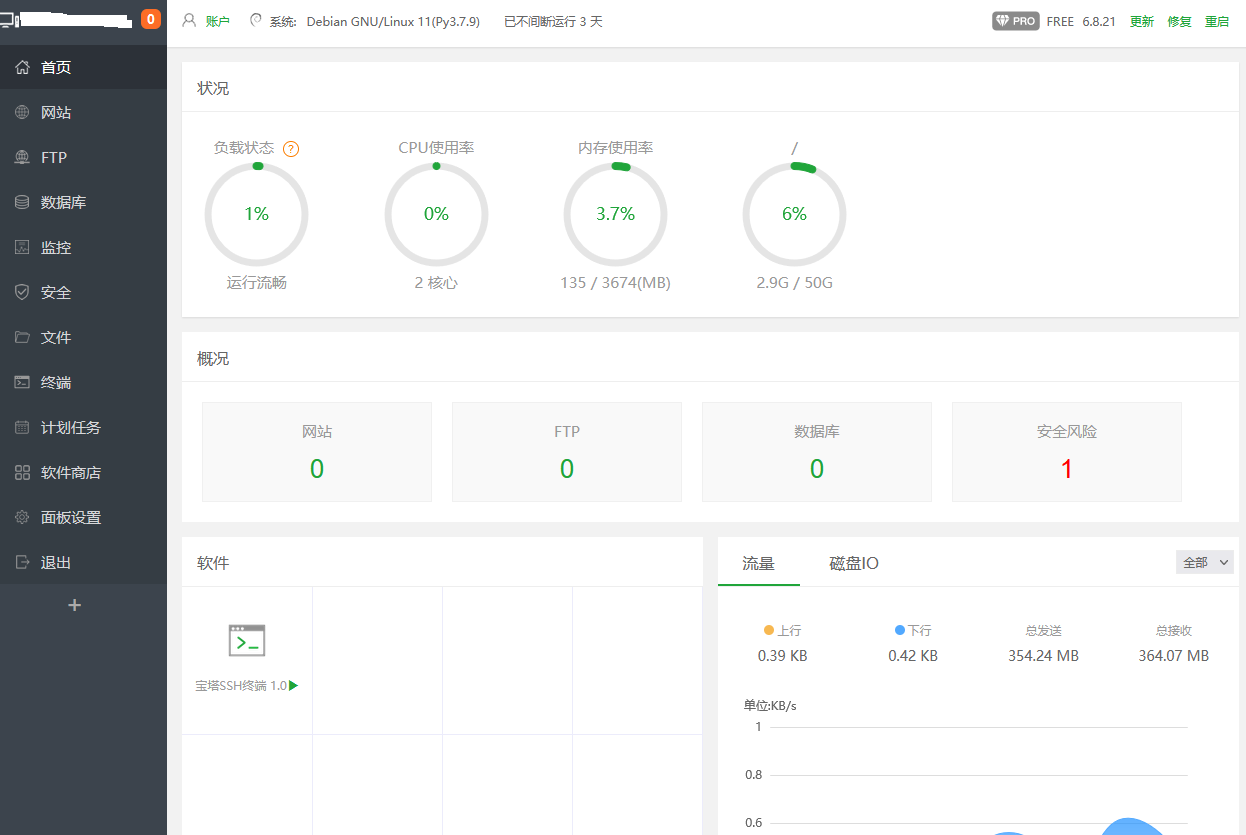 0
账户 系统: Debian GNU/Linux 11(Py3.7.9) 已不间断运行 3 天 PRO FREE 6.8.21 更新 修复 重启
首页
网站
FTP
数据库
监控
安全
文件
终端
计划任务
软件商店
面板设置
退出
+
状况
负载状态 ? CPU使用率 内存使用率 /
1% 0% 3.7% 6%
运行流畅 2 核心 135 / 3674(MB) 2.9G / 50G
概况
网站 FTP 数据库 安全风险
0 0 0 1
软件
宝塔SSH终端 1.0
流量 磁盘IO 全部
上行 下行 总发送 总接收
0.39 KB 0.42 KB 354.24 MB 364.07 MB
单位:KB/s
1
0.8
0.6